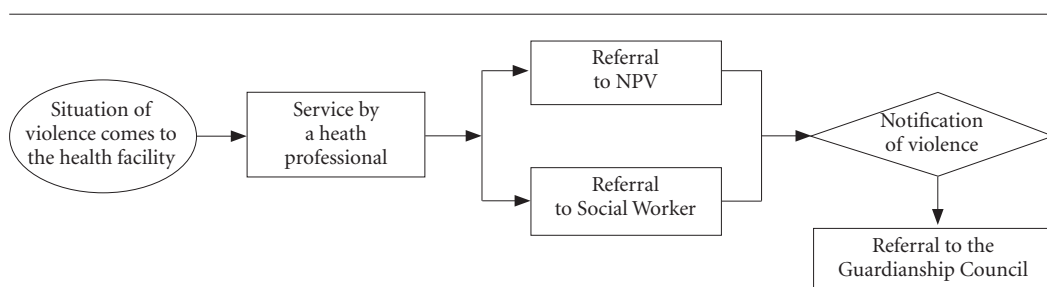 Situation of
violence comes to
the health facility
Service by
a heath
professional
Referral
to NPV
Referral
to Social Worker
Notification
of violence
Referral to the
Guardianship Council